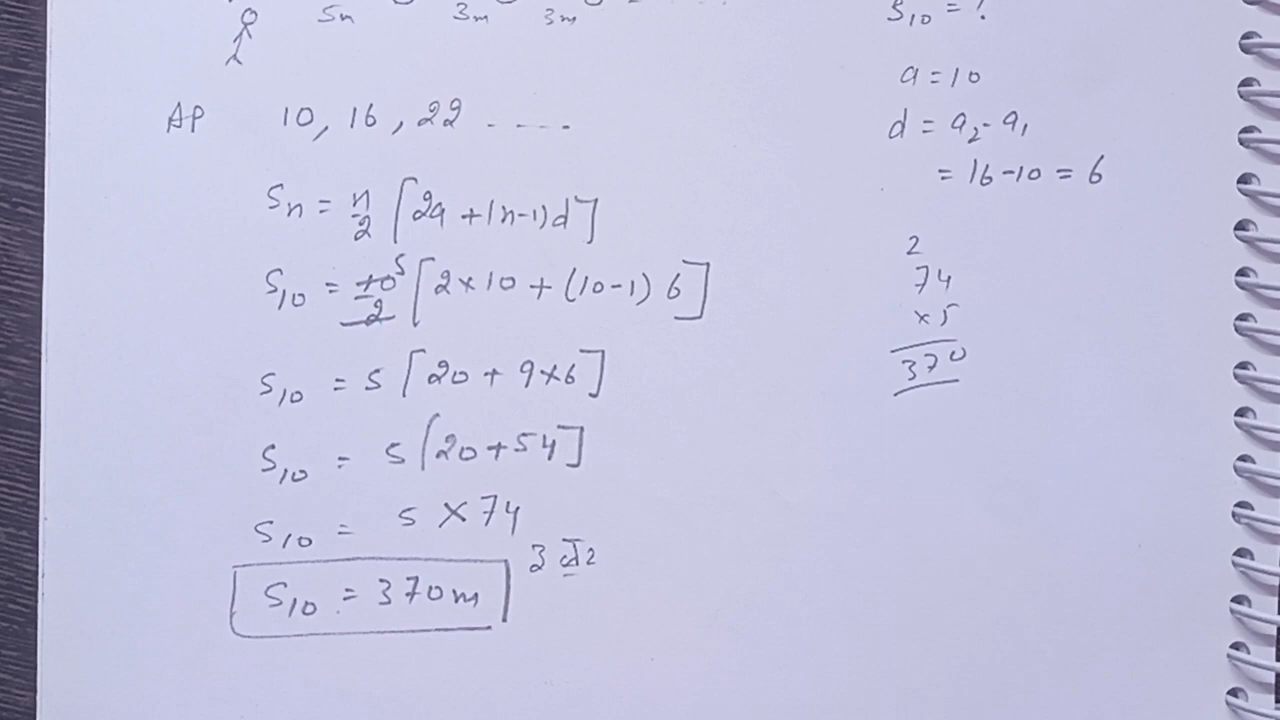 5m 3m 3m
S10 = ?
a = 10
AP 10, 16, 22 - - - -
d = a2 - a1
= 16 - 10 = 6
Sn = n/2 [2a + (n-1)d]
S10 = 10/2 5 [2 × 10 + (10-1) 6]
2
74
× 5
370
S10 = 5 [20 + 9×6]
S10 = 5 [20 + 54]
S10 = 5 × 74
S10 = 370m